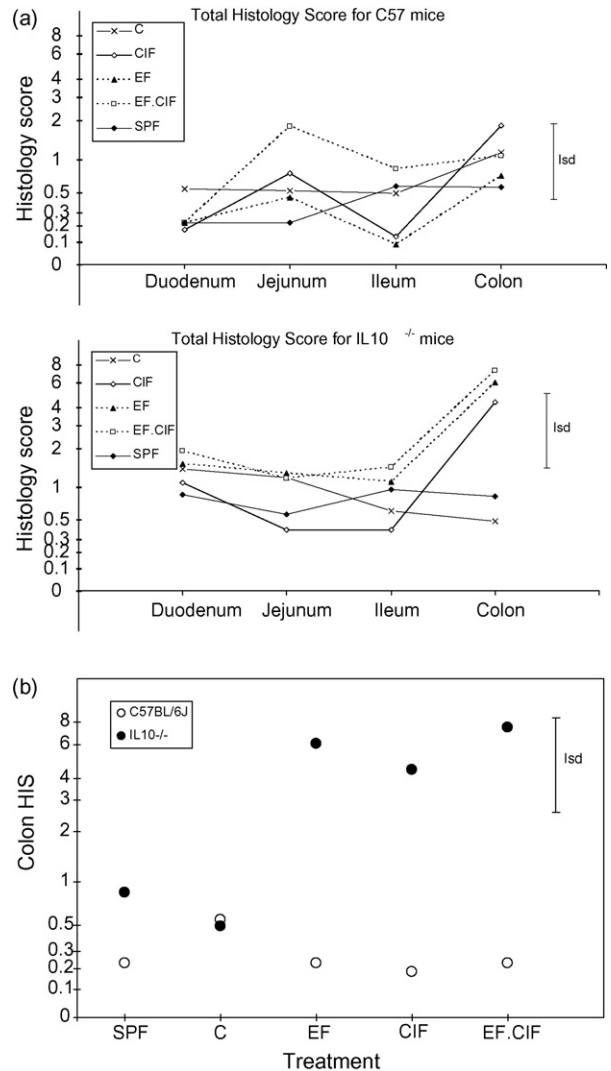 (a)
Total Histology Score for C57 mice
C
CIF
EF
EF.CIF
SPF
Histology score
8
6
4
3
2
1
0.5
0.3
0.2
0.1
0
lsd
Duodenum Jejunum Ileum Colon
Total Histology Score for IL10 -/- mice
C
CIF
EF
EF.CIF
SPF
Histology score
8
6
4
3
2
1
0.5
0.3
0.2
0.1
0
lsd
Duodenum Jejunum Ileum Colon
(b)
C57BL/6J
IL10-/-
Colon HIS
8
6
4
3
2
1
0.5
0.3
0.2
0.1
0
lsd
SPF C EF CIF EF.CIF
Treatment